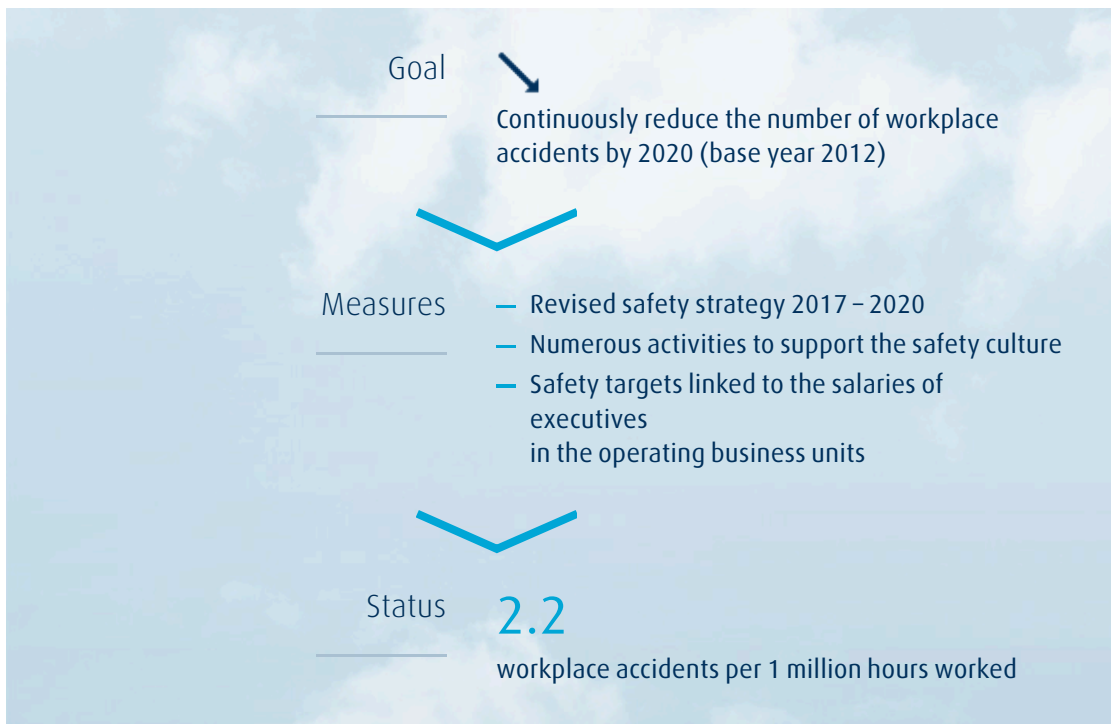 Goal
Continuously reduce the number of workplace
accidents by 2020 (base year 2012)
Measures
— Revised safety strategy 2017 – 2020
— Numerous activities to support the safety culture
— Safety targets linked to the salaries of
executives
in the operating business units
Status
2.2
workplace accidents per 1 million hours worked